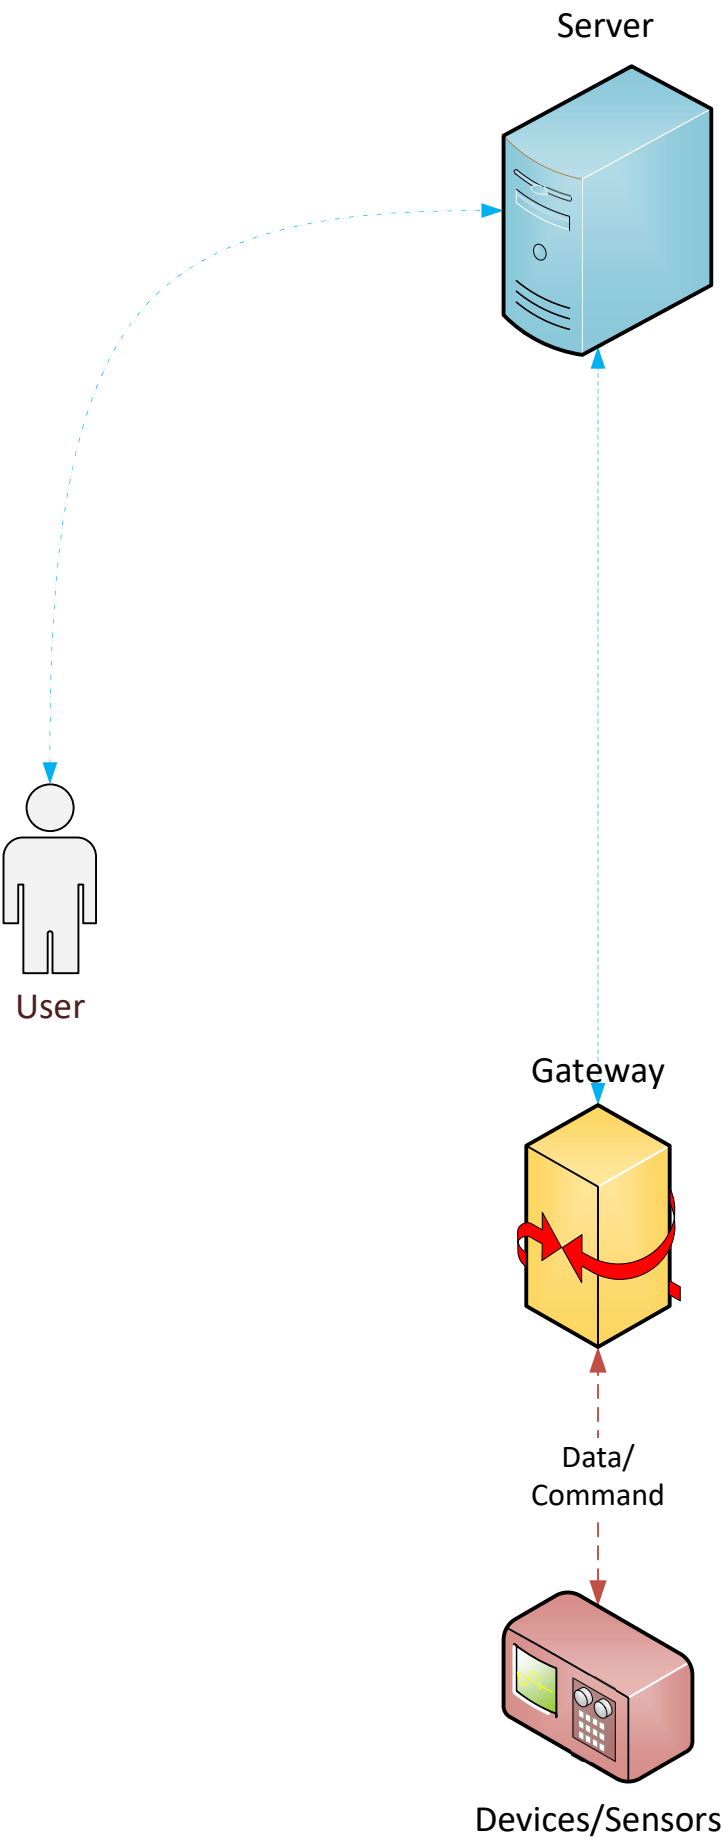 Server
User
Gateway
Data/
Command
Devices/Sensors